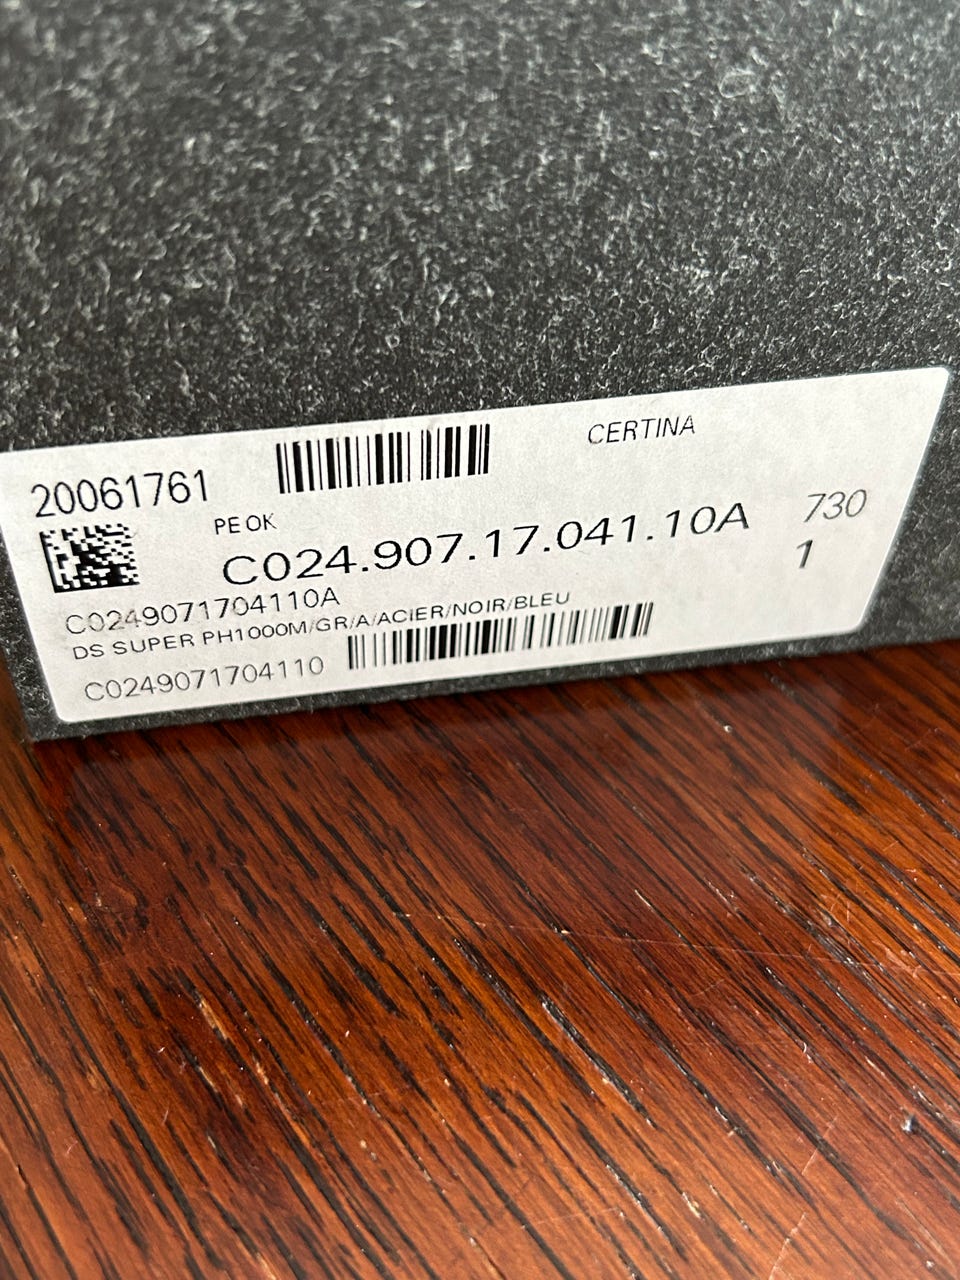 20061761
CERTINA
PE OK
C024.907.17.041.10A
730
1
C0249071704110A
DS SUPER PH1000M/GR/A/ACIER/NOIR/BLEU
C0249071704110